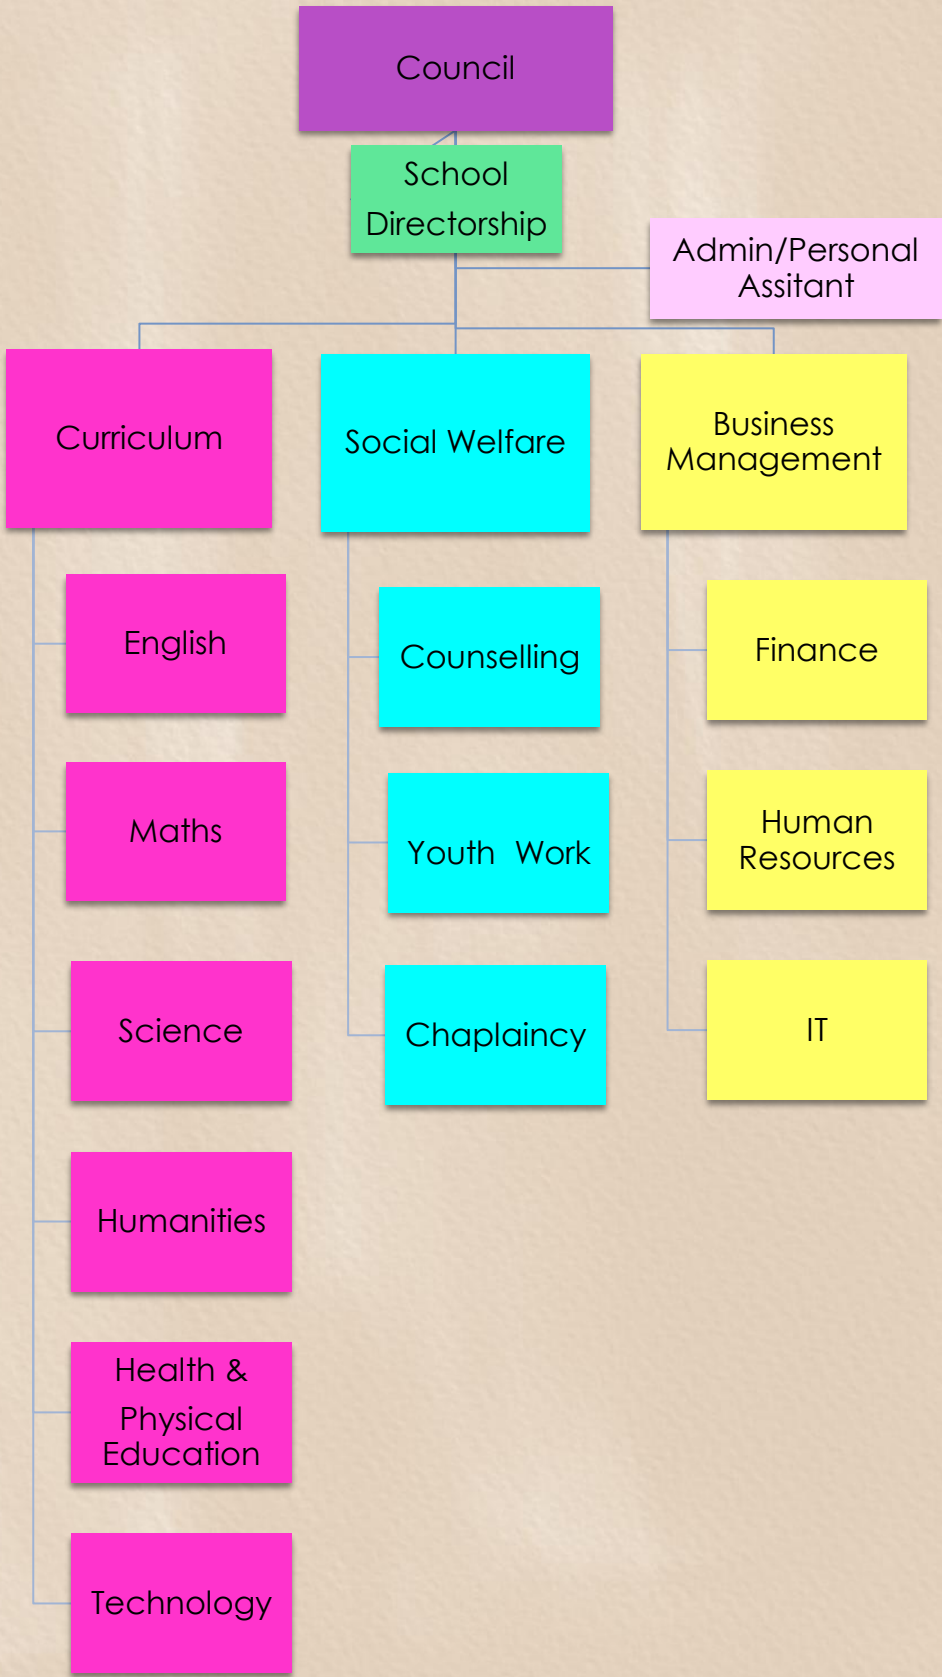 Council
School
Directorship
Admin/Personal
Assitant
Curriculum
Social Welfare
Business
Management
English
Counselling
Finance
Maths
Youth Work
Human
Resources
Science
Chaplaincy
IT
Humanities
Health &
Physical
Education
Technology